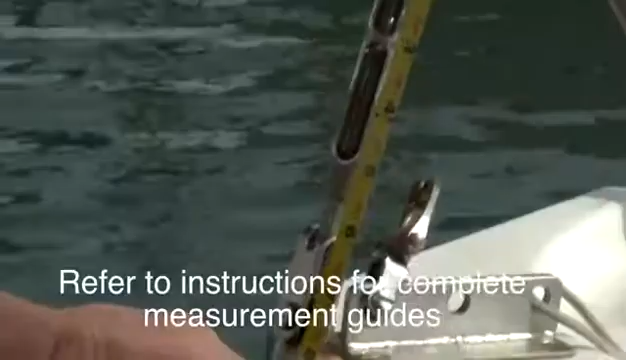 Refer to instructions for complete
measurement guides